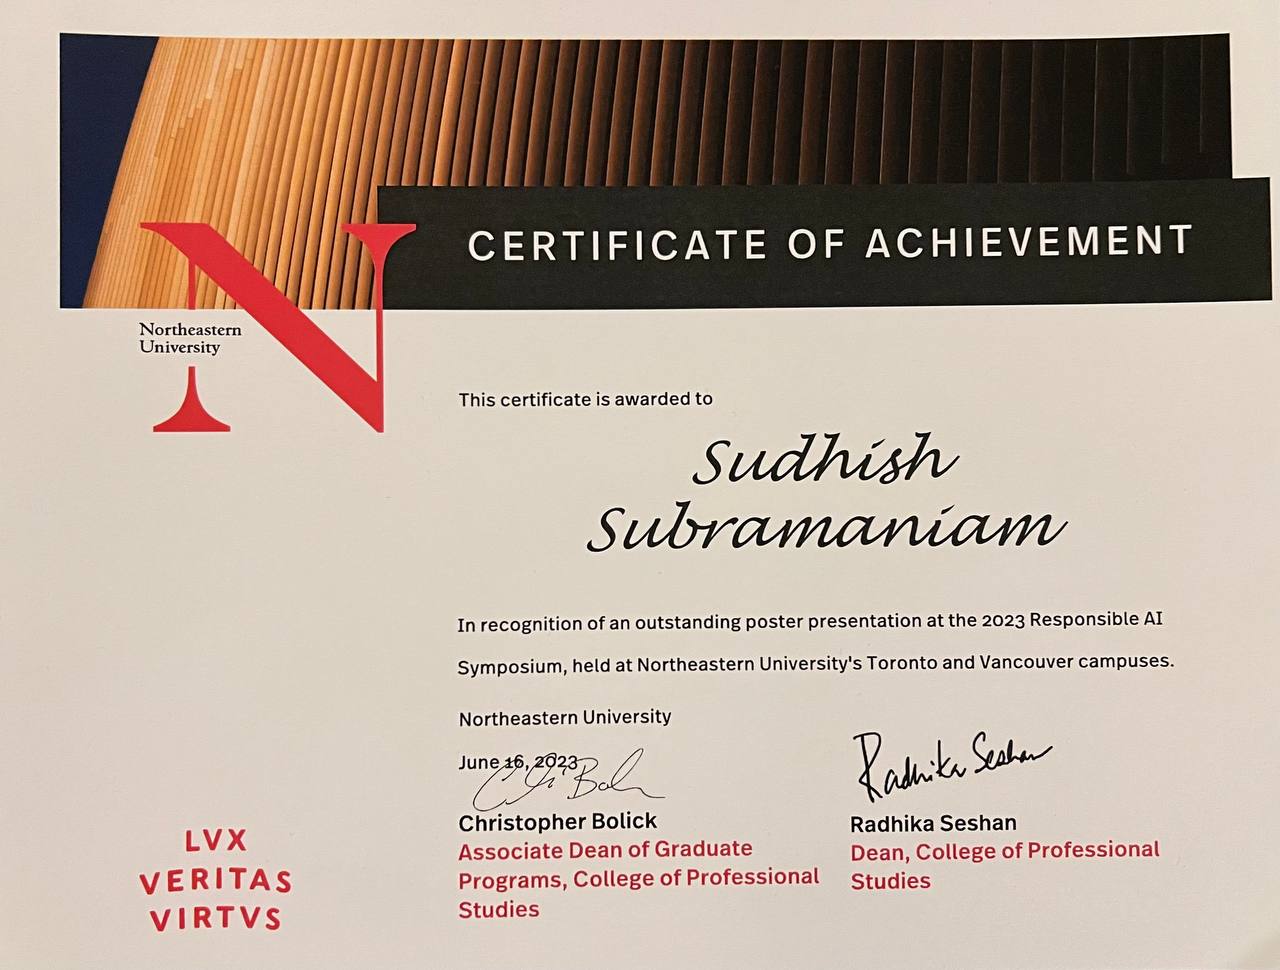 CERTIFICATE OF ACHIEVEMENT
N
Northeastern
University
This certificate is awarded to
Sudhish
Subramaniam
In recognition of an outstanding poster presentation at the 2023 Responsible AI
Symposium, held at Northeastern University's Toronto and Vancouver campuses.
Northeastern University
June 16, 2023
Radhika Seshan
Christopher Bolick
Associate Dean of Graduate
Programs, College of Professional
Studies
Radhika Seshan
Dean, College of Professional
Studies
LVX
VERITAS
VIRTVS